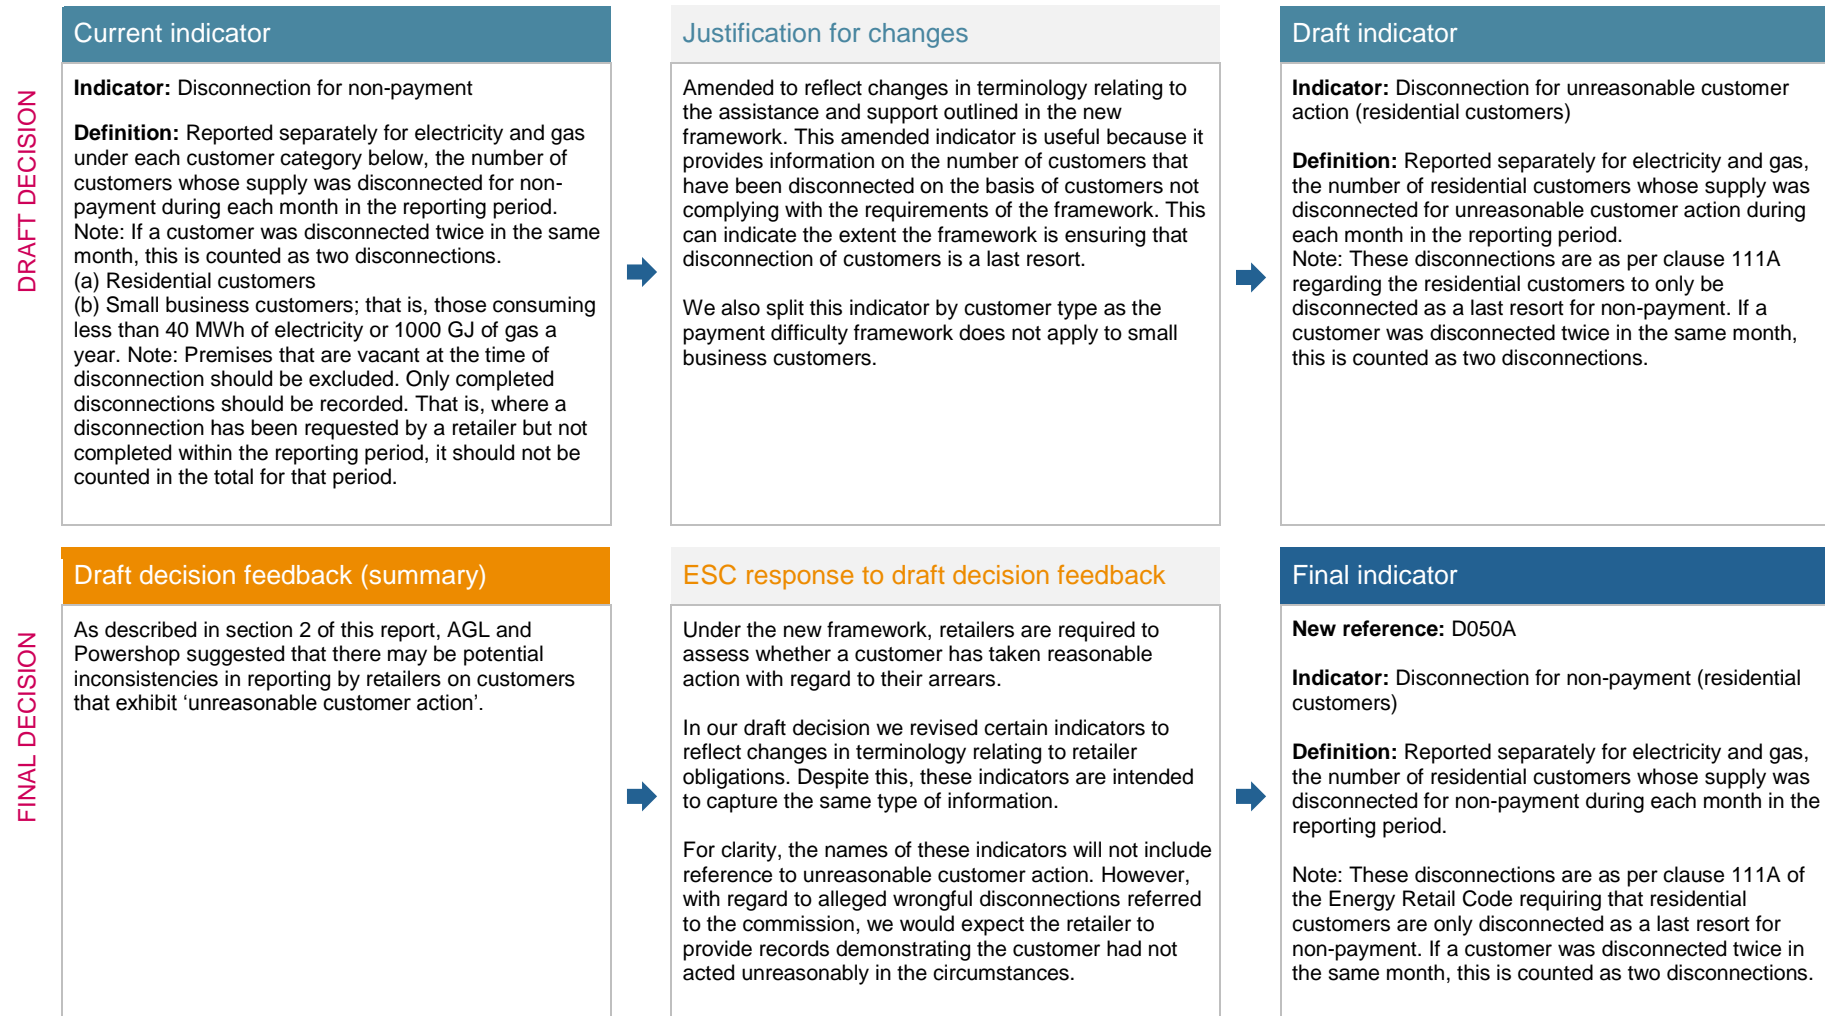 DRAFT DECISION
Current indicator
Indicator: Disconnection for non-payment
Definition: Reported separately for electricity and gas
under each customer category below, the number of
customers whose supply was disconnected for non-
payment during each month in the reporting period.
Note: If a customer was disconnected twice in the same
month, this is counted as two disconnections.
(a) Residential customers
(b) Small business customers; that is, those consuming
less than 40 MWh of electricity or 1000 GJ of gas a
year. Note: Premises that are vacant at the time of
disconnection should be excluded. Only completed
disconnections should be recorded. That is, where a
disconnection has been requested by a retailer but not
completed within the reporting period, it should not be
counted in the total for that period.
Justification for changes
Amended to reflect changes in terminology relating to
the assistance and support outlined in the new
framework. This amended indicator is useful because it
provides information on the number of customers that
have been disconnected on the basis of customers not
complying with the requirements of the framework. This
can indicate the extent the framework is ensuring that
disconnection of customers is a last resort.
We also split this indicator by customer type as the
payment difficulty framework does not apply to small
business customers.
Draft indicator
Indicator: Disconnection for unreasonable customer
action (residential customers)
Definition: Reported separately for electricity and gas,
the number of residential customers whose supply was
disconnected for unreasonable customer action during
each month in the reporting period.
Note: These disconnections are as per clause 111A
regarding the residential customers to only be
disconnected as a last resort for non-payment. If a
customer was disconnected twice in the same month,
this is counted as two disconnections.
FINAL DECISION
Draft decision feedback (summary)
As described in section 2 of this report, AGL and
Powershop suggested that there may be potential
inconsistencies in reporting by retailers on customers
that exhibit ‘unreasonable customer action’.
ESC response to draft decision feedback
Under the new framework, retailers are required to
assess whether a customer has taken reasonable
action with regard to their arrears.
In our draft decision we revised certain indicators to
reflect changes in terminology relating to retailer
obligations. Despite this, these indicators are intended
to capture the same type of information.
For clarity, the names of these indicators will not include
reference to unreasonable customer action. However,
with regard to alleged wrongful disconnections referred
to the commission, we would expect the retailer to
provide records demonstrating the customer had not
acted unreasonably in the circumstances.
Final indicator
New reference: D050A
Indicator: Disconnection for non-payment (residential
customers)
Definition: Reported separately for electricity and gas,
the number of residential customers whose supply was
disconnected for non-payment during each month in the
reporting period.
Note: These disconnections are as per clause 111A of
the Energy Retail Code requiring that residential
customers are only disconnected as a last resort for
non-payment. If a customer was disconnected twice in
the same month, this is counted as two disconnections.